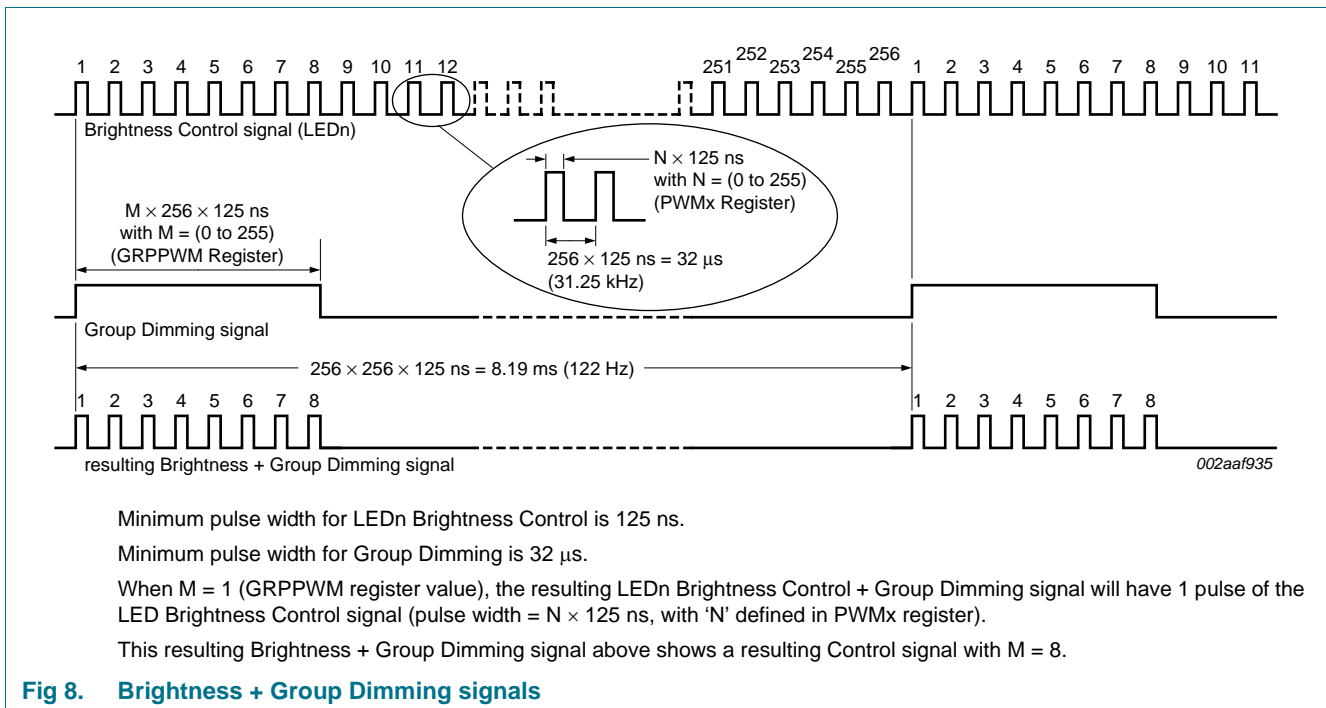 1 2 3 4 5 6 7 8 9 10 11 12 251 252 253 254 255 256 1 2 3 4 5 6 7 8 9 10 11
Brightness Control signal (LEDn)
N × 125 ns
with N = (0 to 255)
(PWMx Register)
256 × 125 ns = 32 μs
(31.25 kHz)
M × 256 × 125 ns
with M = (0 to 255)
(GRPPWM Register)
Group Dimming signal
256 × 256 × 125 ns = 8.19 ms (122 Hz)
1 2 3 4 5 6 7 8 1 2 3 4 5 6 7 8
resulting Brightness + Group Dimming signal
002aaf935
Minimum pulse width for LEDn Brightness Control is 125 ns.
Minimum pulse width for Group Dimming is 32 μs.
When M = 1 (GRPPWM register value), the resulting LEDn Brightness Control + Group Dimming signal will have 1 pulse of the
LED Brightness Control signal (pulse width = N × 125 ns, with ‘N’ defined in PWMx register).
This resulting Brightness + Group Dimming signal above shows a resulting Control signal with M = 8.
Fig 8. Brightness + Group Dimming signals